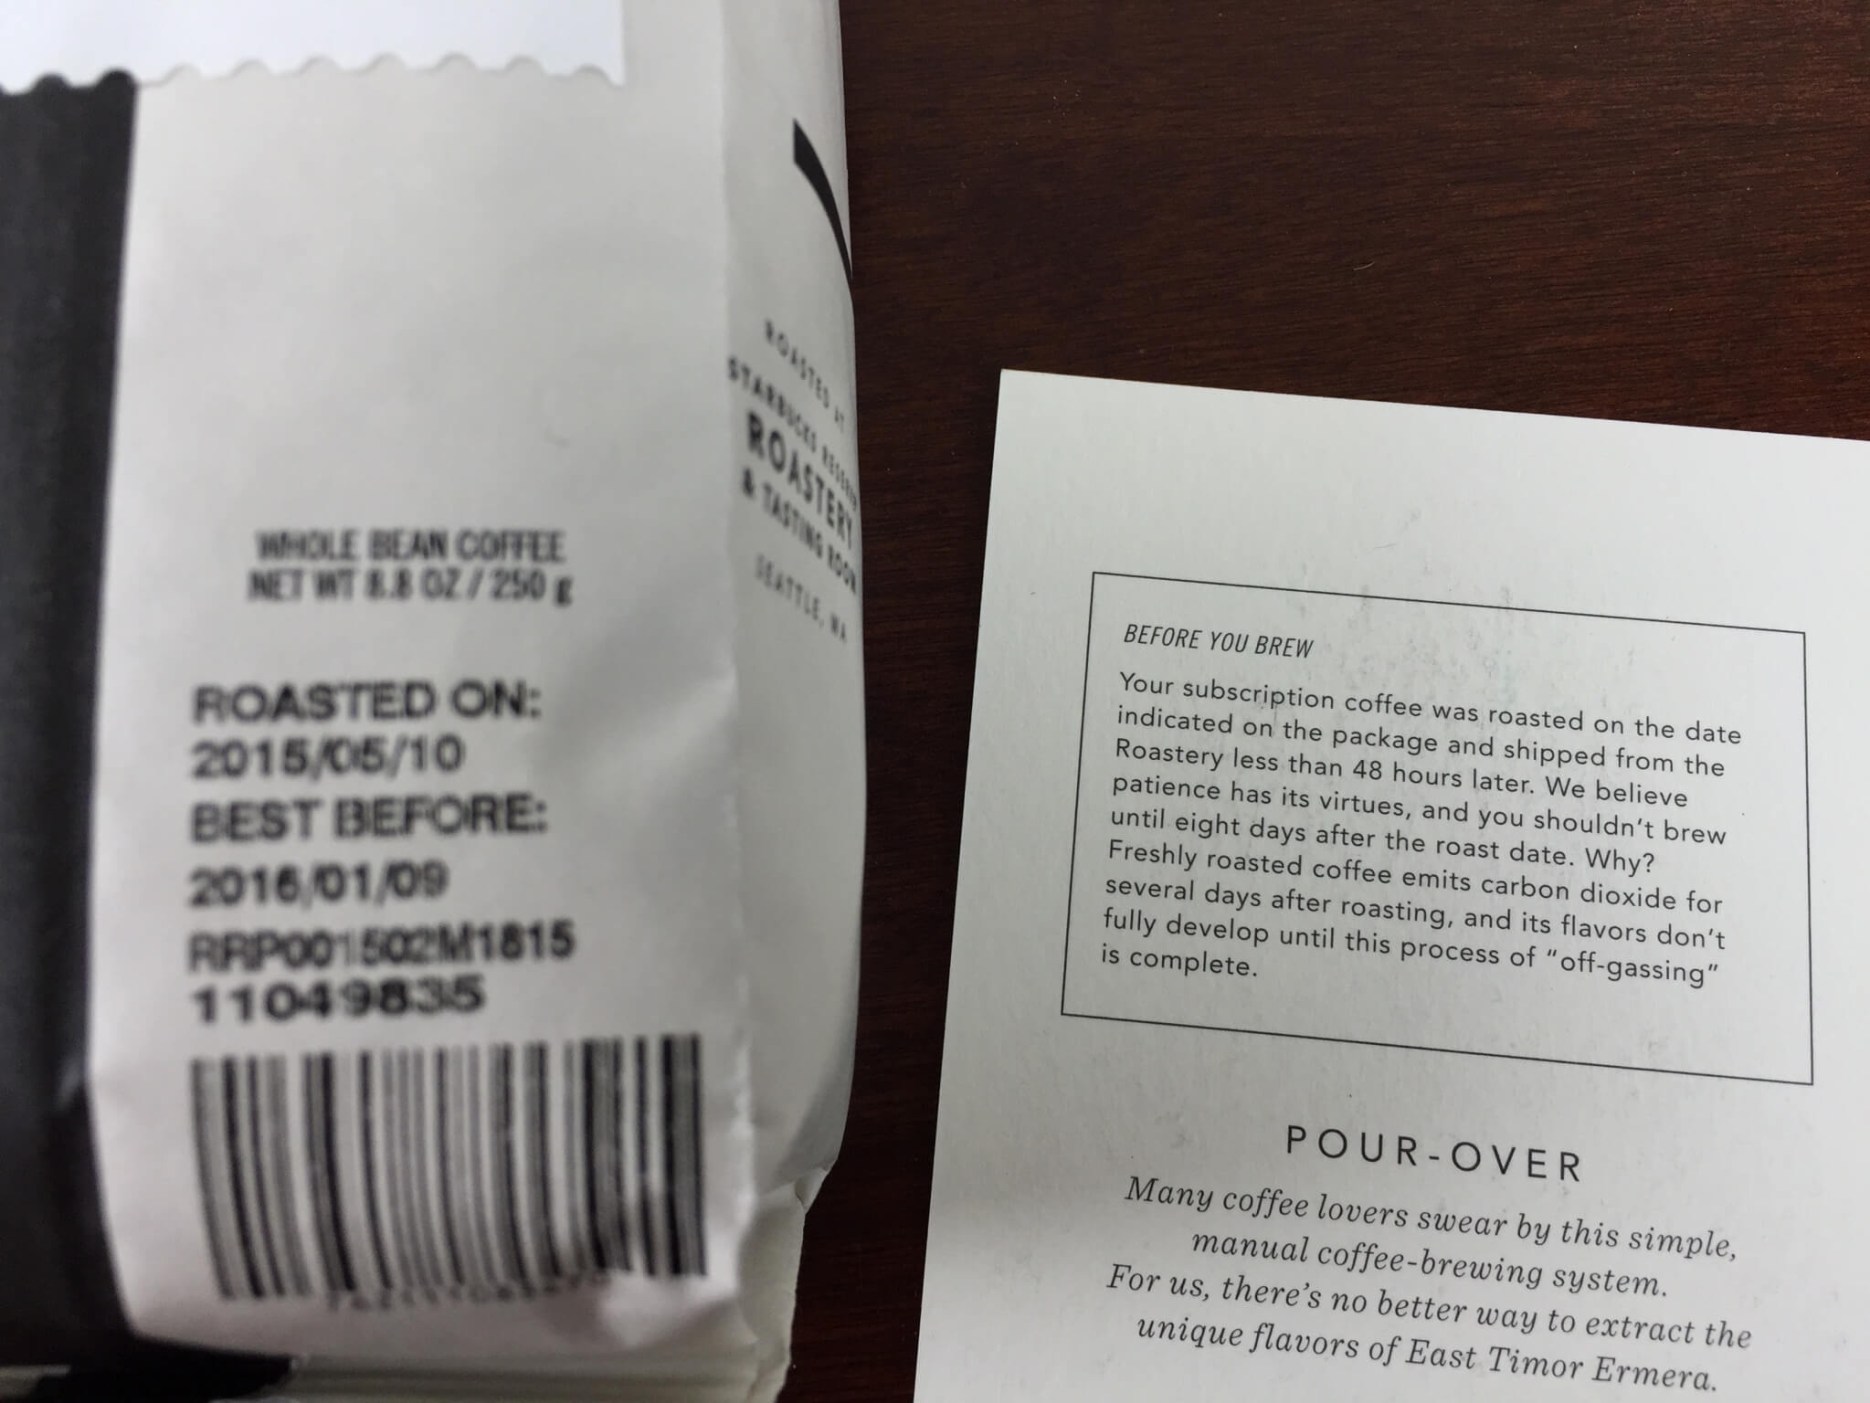 WHOLE BEAN COFFEE
NET WT 8.8 OZ / 250 g
ROASTED ON:
2015/05/10
BEST BEFORE:
2016/01/09
RRP001502M1815
11049835
ROASTED AT
STARBUCKS RESERVE
ROASTERY
& TASTING ROOM
SEATTLE, WA
BEFORE YOU BREW
Your subscription coffee was roasted on the date
indicated on the package and shipped from the
Roastery less than 48 hours later. We believe
patience has its virtues, and you shouldn't brew
until eight days after the roast date. Why?
Freshly roasted coffee emits carbon dioxide for
several days after roasting, and its flavors don't
fully develop until this process of "off-gassing"
is complete.
POUR-OVER
Many coffee lovers swear by this simple,
manual coffee-brewing system.
For us, there's no better way to extract the
unique flavors of East Timor Ermera.